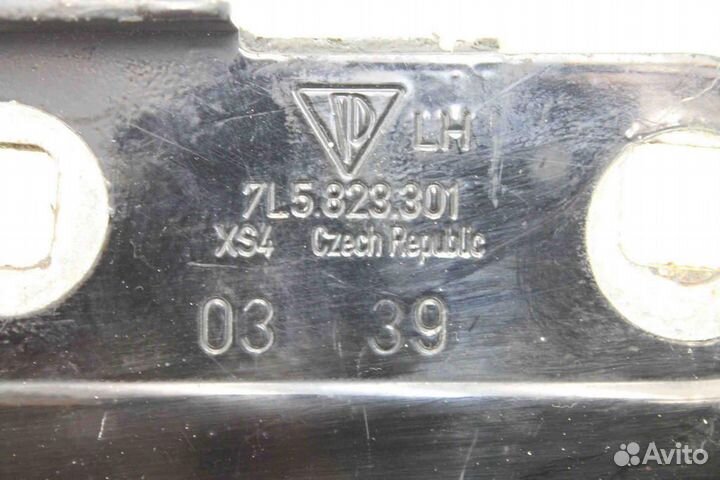 LH
7L5.823.301
XS4 Czech Republic
03 39
Avito